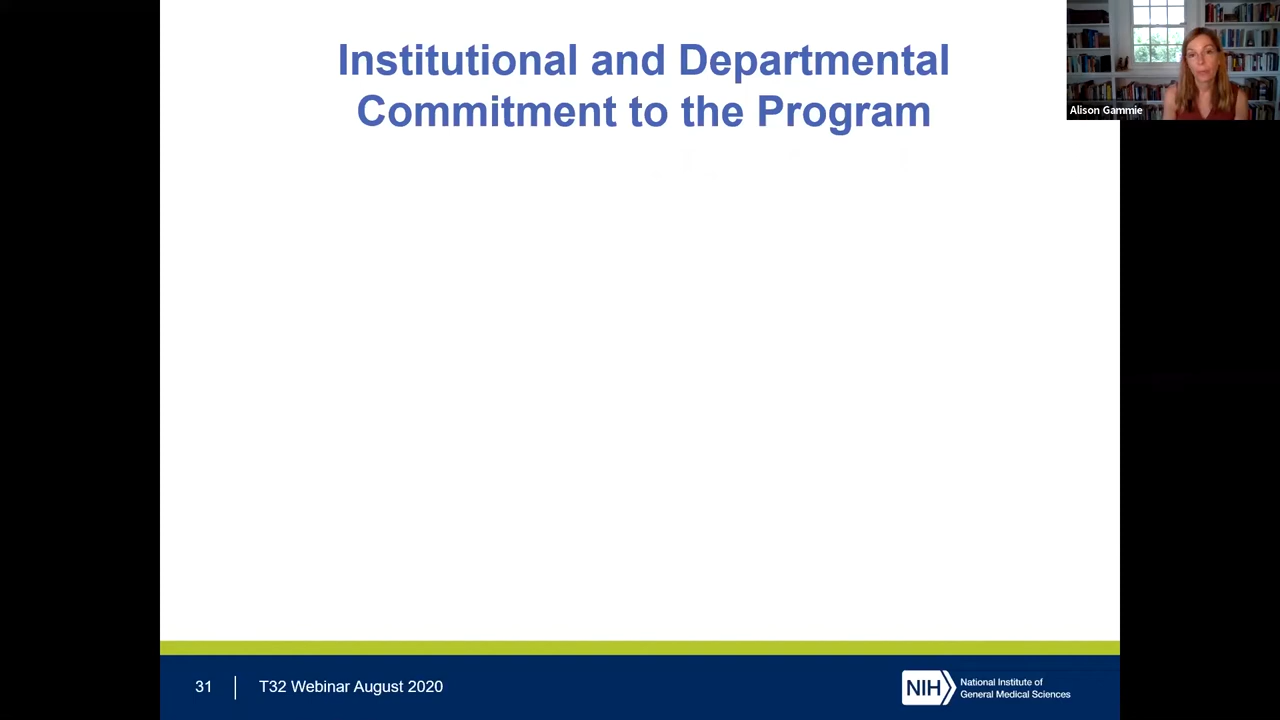 Institutional and Departmental
Commitment to the Program
Alison Gammie
31
T32 Webinar August 2020
NIH
National Institute of
General Medical Sciences